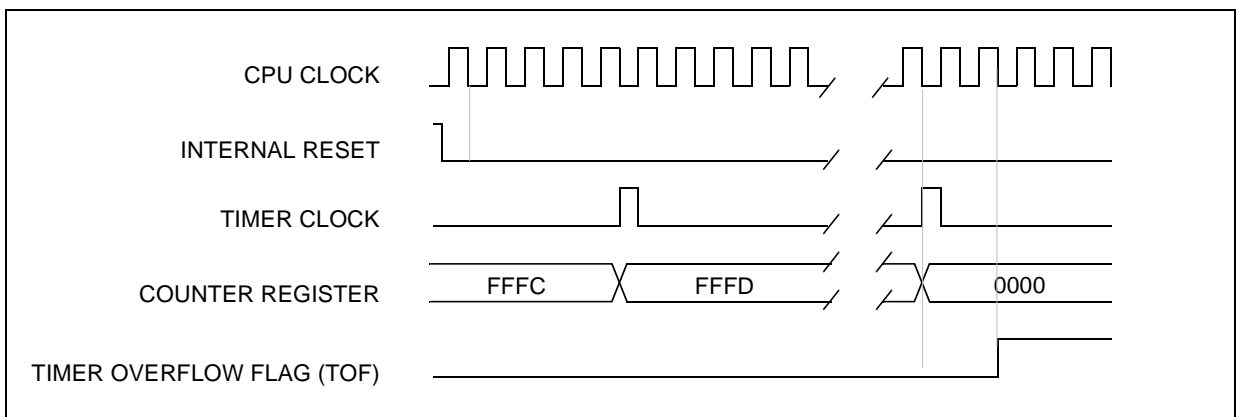 CPU CLOCK
INTERNAL RESET
TIMER CLOCK
COUNTER REGISTER
FFFC
FFFD
0000
TIMER OVERFLOW FLAG (TOF)